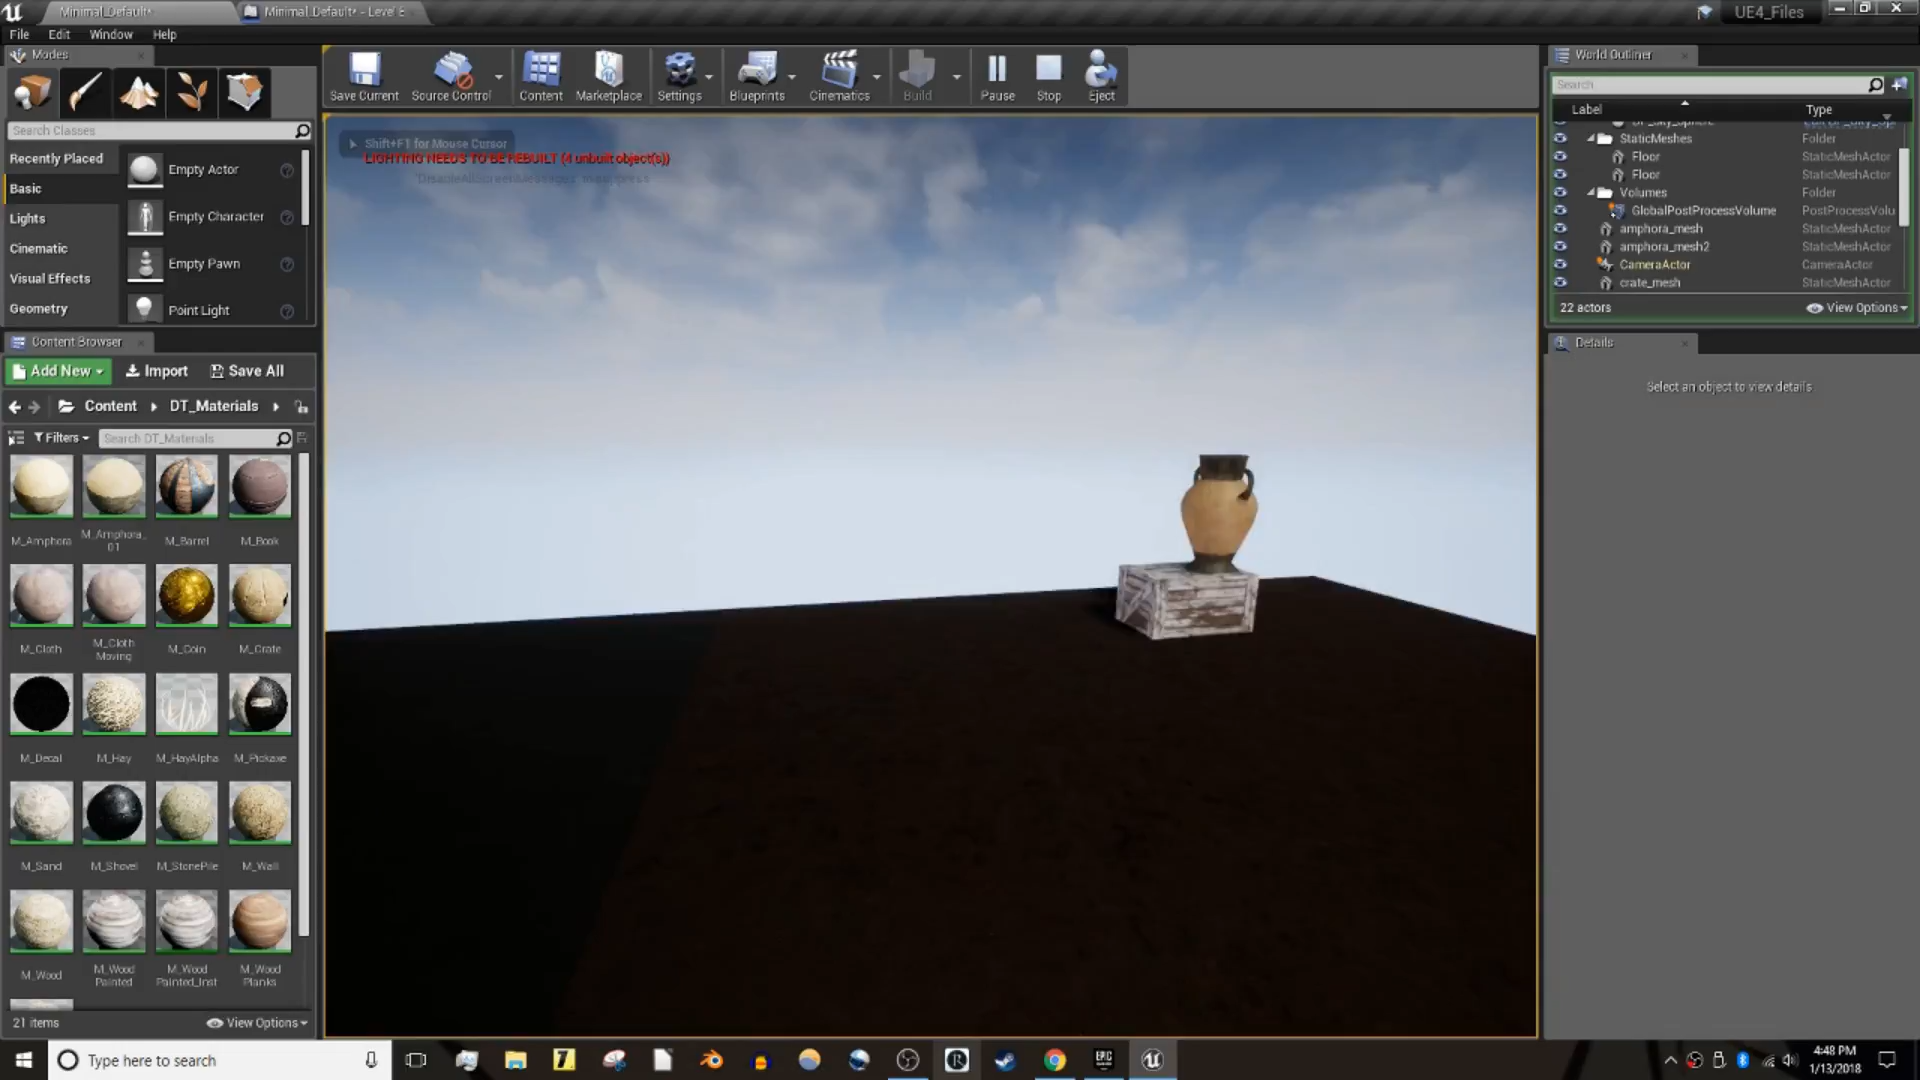 Minimal_Default*
Minimal_Default* - Level E
UE4_Files
File Edit Window Help
Modes
Search Classes
Recently Placed
Basic
Lights
Cinematic
Visual Effects
Geometry
Empty Actor
Empty Character
Empty Pawn
Point Light
Save Current
Source Control
Content
Marketplace
Settings
Blueprints
Cinematics
Build
Pause
Stop
Eject
Shift+F1 for Mouse Cursor
LIGHTING NEEDS TO BE REBUILT (4 unbuilt object(s))
'DisableAllScreenMessages' to suppress
World Outliner
Search
Label Type
StaticMeshes Folder
Floor StaticMeshActor
Floor StaticMeshActor
Volumes Folder
GlobalPostProcessVolume PostProcessVolu
amphora_mesh StaticMeshActor
amphora_mesh2 StaticMeshActor
CameraActor CameraActor
crate_mesh StaticMeshActor
22 actors
View Options
Details
Select an object to view details.
Content Browser
Add New Import Save All
Content DT_Materials
Filters Search DT_Materials
M_Amphora M_Amphora_01 M_Barrel M_Book
M_Cloth M_Cloth Moving M_Coin M_Crate
M_Decal M_Hay M_HayAlpha M_Pickaxe
M_Sand M_Shovel M_StonePile M_Wall
M_Wood M_Wood Painted M_Wood Painted_Inst M_Wood Planks
21 items
View Options
Type here to search
EPIC
4:48 PM
1/13/2018